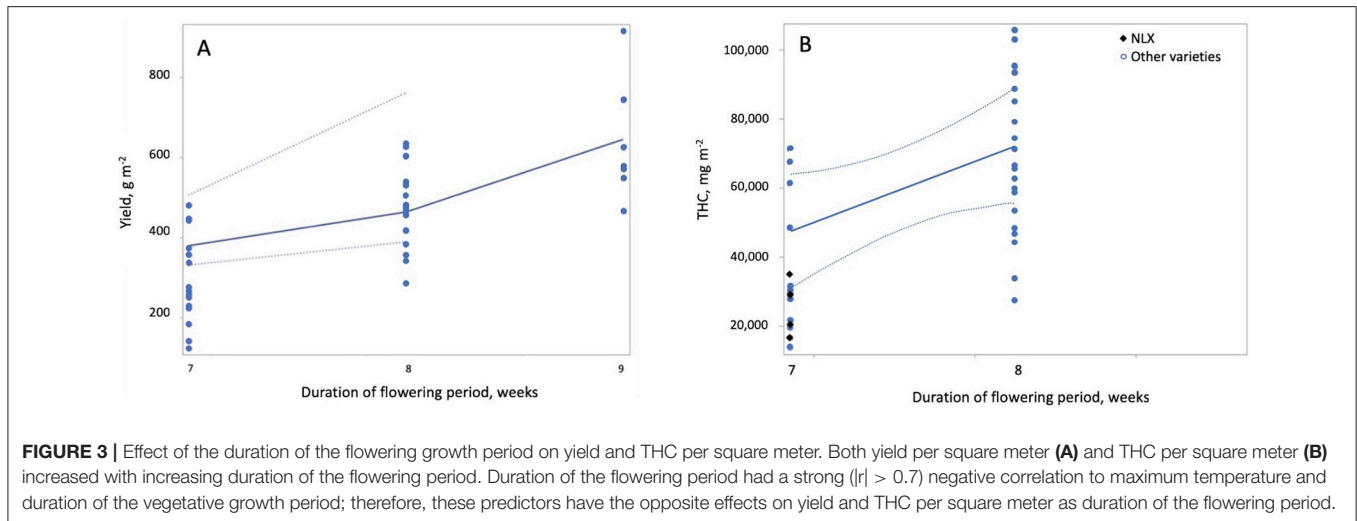 A
800
600
400
200
Yield, g m⁻²
7 8 9
Duration of flowering period, weeks
B
100,000
80,000
60,000
40,000
20,000
THC, mg m⁻²
NLX
Other varieties
7 8
Duration of flowering period, weeks
FIGURE 3 | Effect of the duration of the flowering growth period on yield and THC per square meter. Both yield per square meter (A) and THC per square meter (B)
increased with increasing duration of the flowering period. Duration of the flowering period had a strong (|r| > 0.7) negative correlation to maximum temperature and
duration of the vegetative growth period; therefore, these predictors have the opposite effects on yield and THC per square meter as duration of the flowering period.